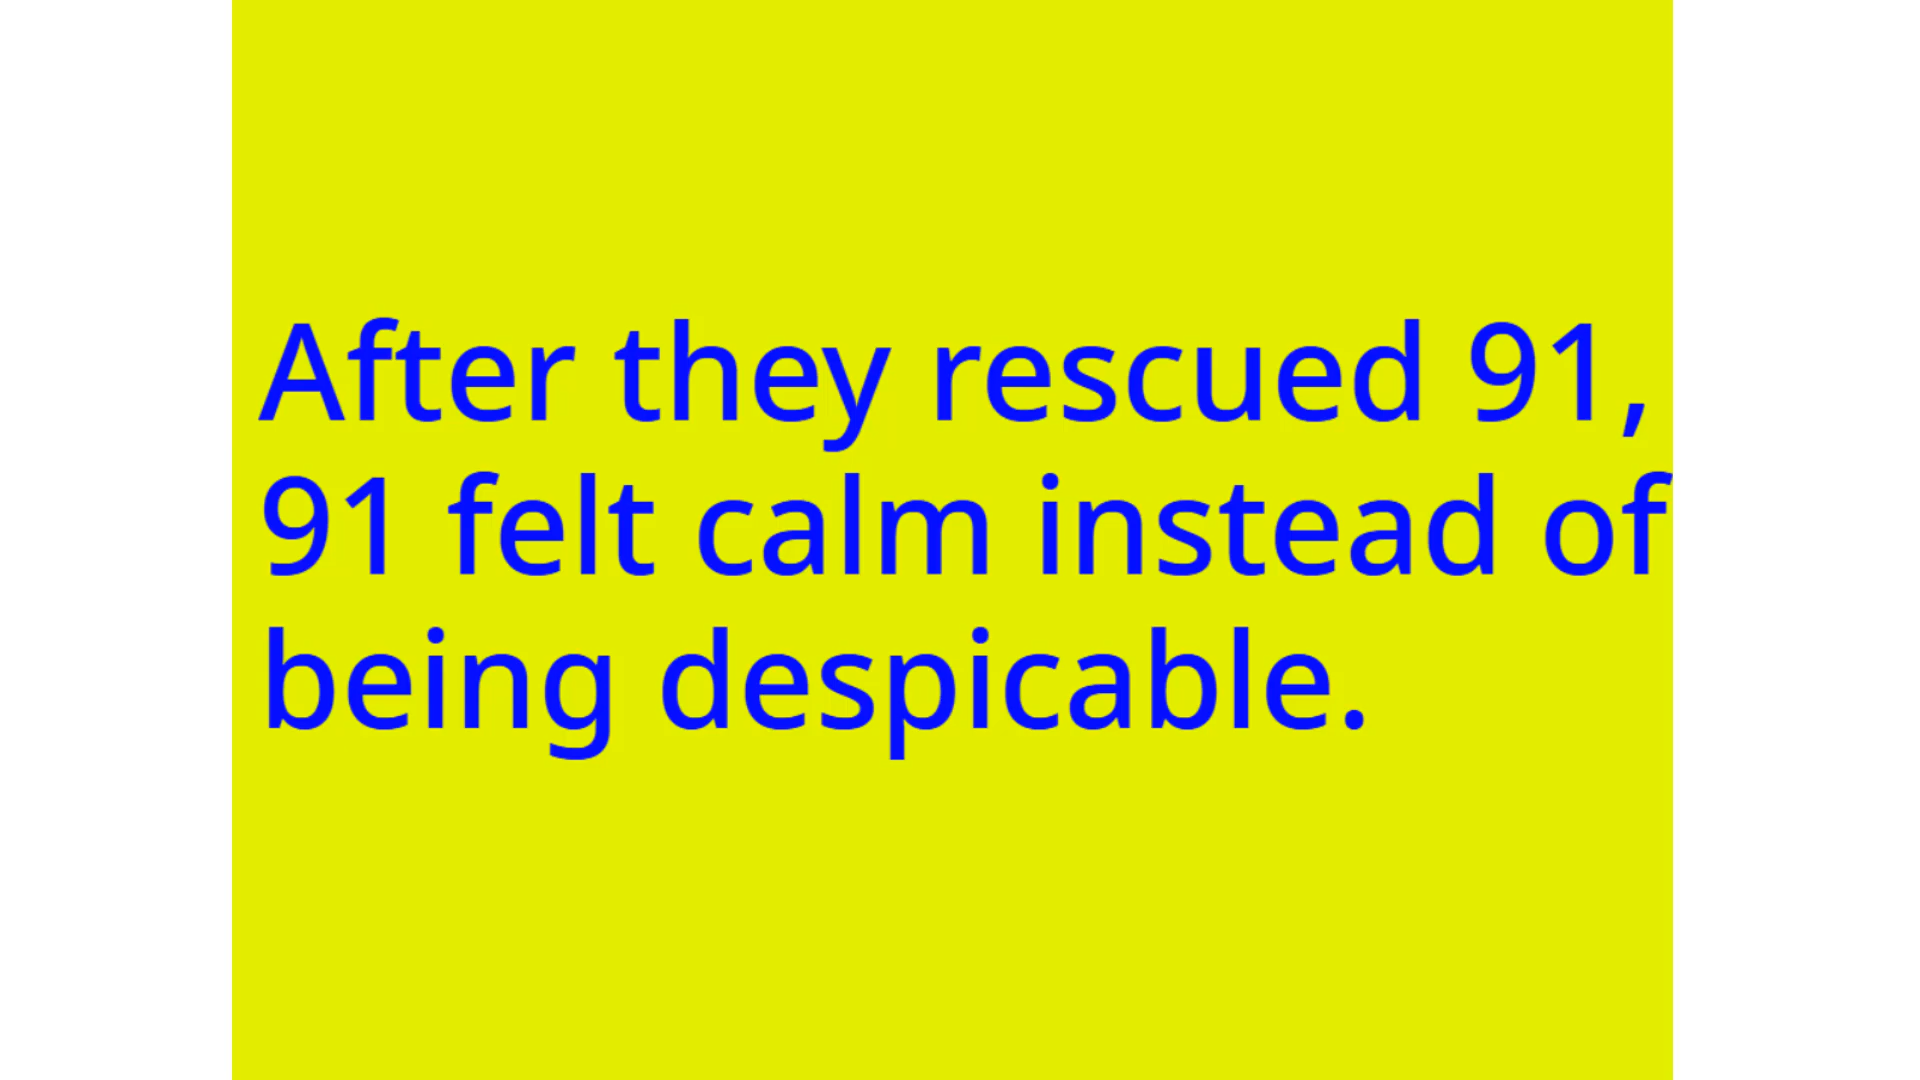 After they rescued 91,
91 felt calm instead of
being despicable.